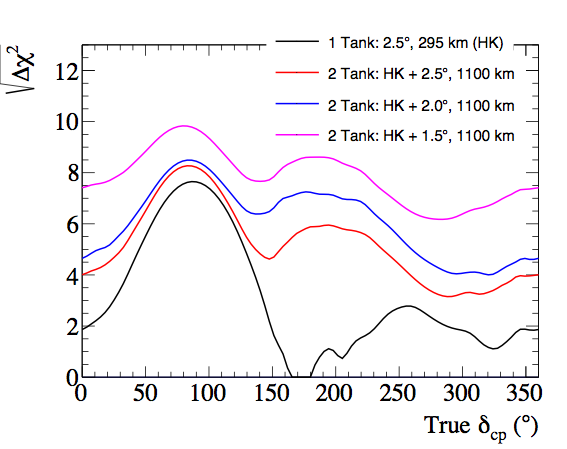 √Δχ²
1 Tank: 2.5°, 295 km (HK)
2 Tank: HK + 2.5°, 1100 km
2 Tank: HK + 2.0°, 1100 km
2 Tank: HK + 1.5°, 1100 km
12
10
8
6
4
2
0
0 50 100 150 200 250 300 350
True δcp (°)